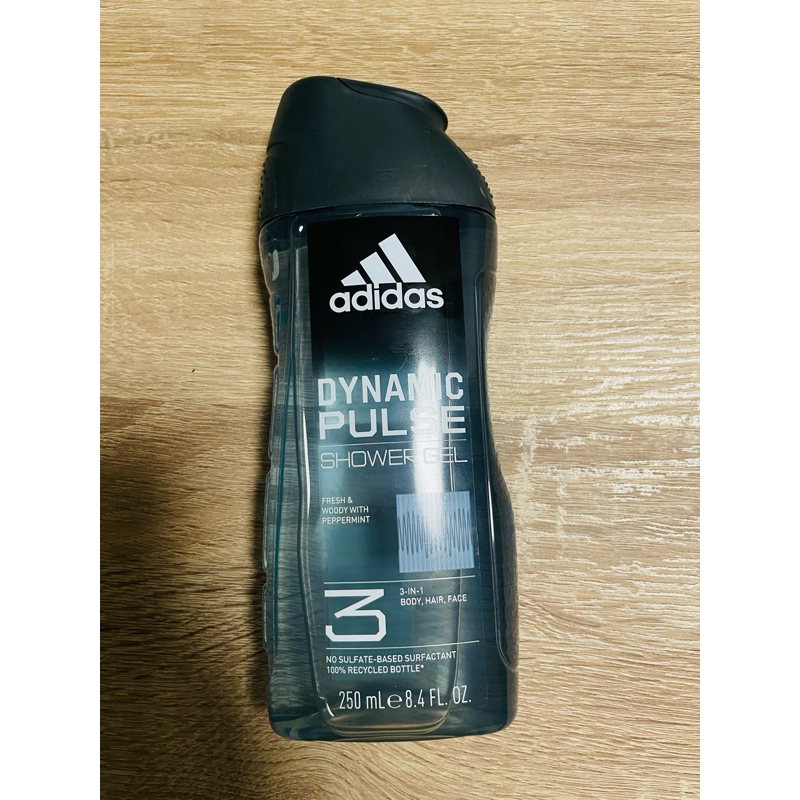 adidas
DYNAMIC
PULSE
SHOWER GEL
FRESH &
WOODY WITH
PEPPERMINT
3
3-IN-1
BODY, HAIR, FACE
NO SULFATE-BASED SURFACTANT
100% RECYCLED BOTTLE*
250 mL ℮ 8.4 FL. OZ.